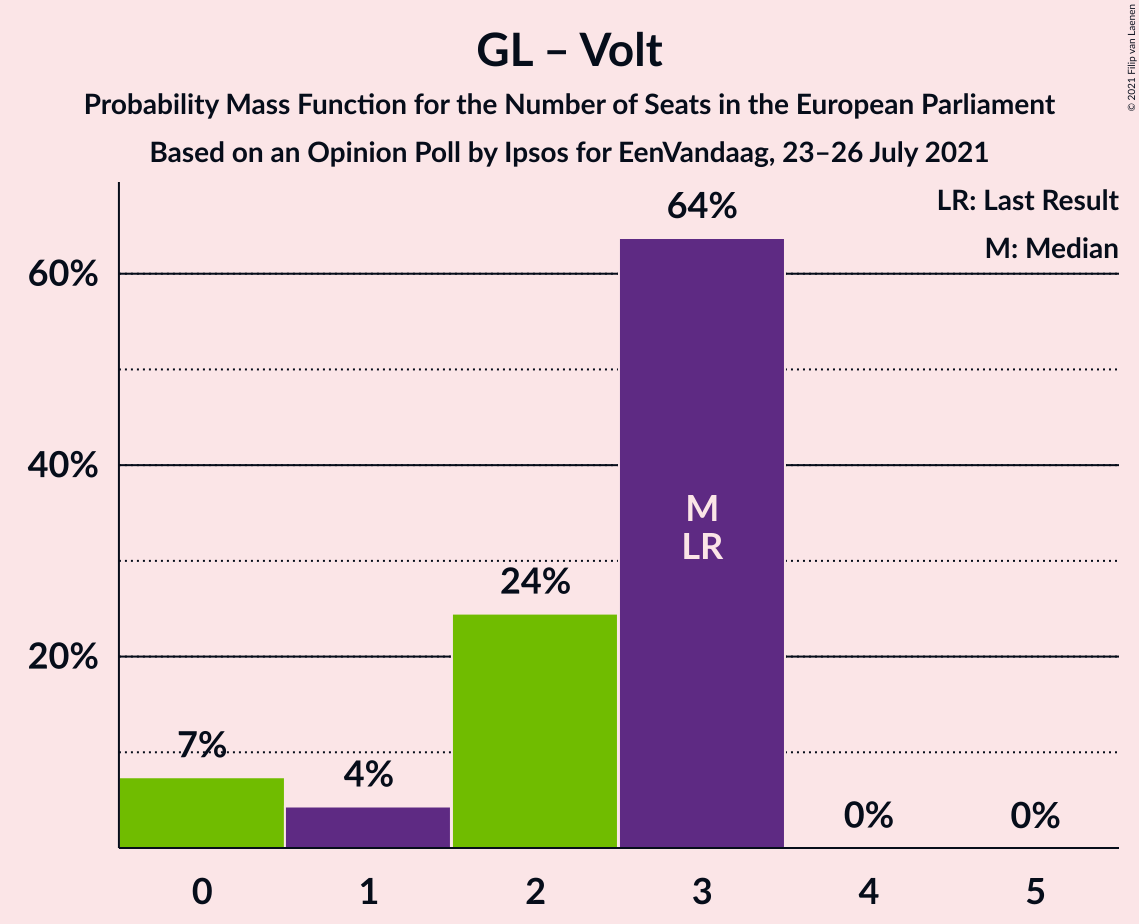 GL – Volt
Probability Mass Function for the Number of Seats in the European Parliament
Based on an Opinion Poll by Ipsos for EenVandaag, 23–26 July 2021
© 2021 Filip van Laenen
LR: Last Result
M: Median
64%
60%
40%
M
LR
24%
20%
7%
4%
0%
0%
0
1
2
3
4
5